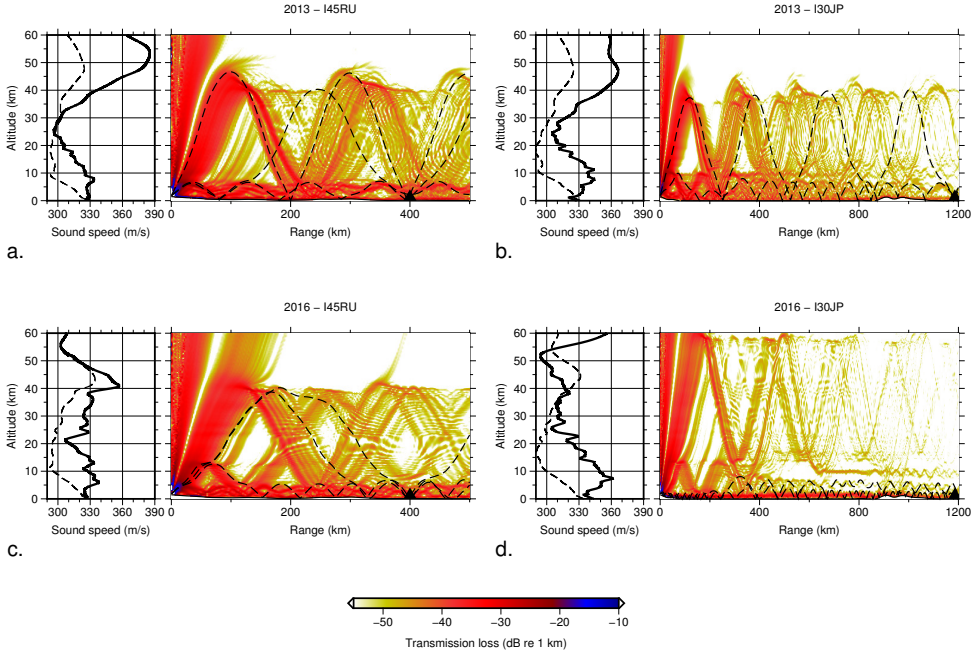 2013 − I45RU
2013 − I30JP
60
50
40
30
20
10
0
Altitude (km)
300 330 360 390
Sound speed (m/s)
0 200 400
Range (km)
60
50
40
30
20
10
0
Altitude (km)
300 330 360 390
Sound speed (m/s)
0 400 800 1200
Range (km)
a.
b.
2016 − I45RU
2016 − I30JP
60
50
40
30
20
10
0
Altitude (km)
300 330 360 390
Sound speed (m/s)
0 200 400
Range (km)
60
50
40
30
20
10
0
Altitude (km)
300 330 360 390
Sound speed (m/s)
0 400 800 1200
Range (km)
c.
d.
−50 −40 −30 −20 −10
Transmission loss (dB re 1 km)